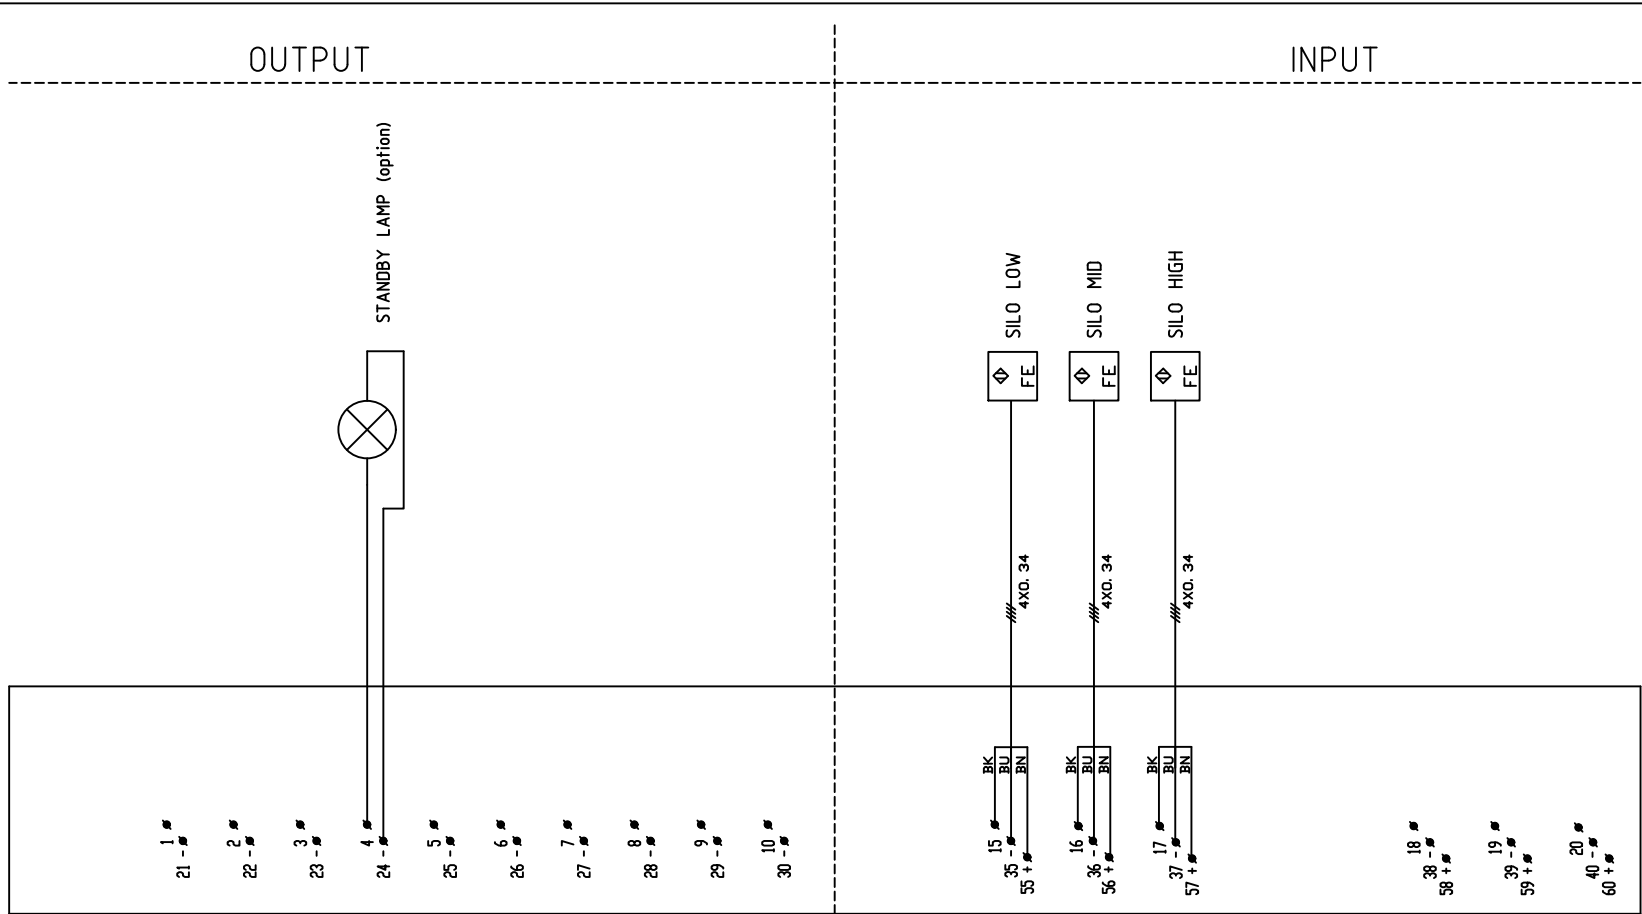 OUTPUT
INPUT
STANDBY LAMP (option)
SILO LOW
SILO MID
SILO HIGH
FE
FE
FE
4X0.34
4X0.34
4X0.34
BK
BU
BN
BK
BU
BN
BK
BU
BN
1
21 -
2
22 -
3
23 -
4
24 -
5
25 -
6
26 -
7
27 -
8
28 -
9
29 -
10
30 -
15
35 -
55 +
16
36 -
56 +
17
37 -
57 +
18
38 -
58 +
19
39 -
59 +
20
40 -
60 +